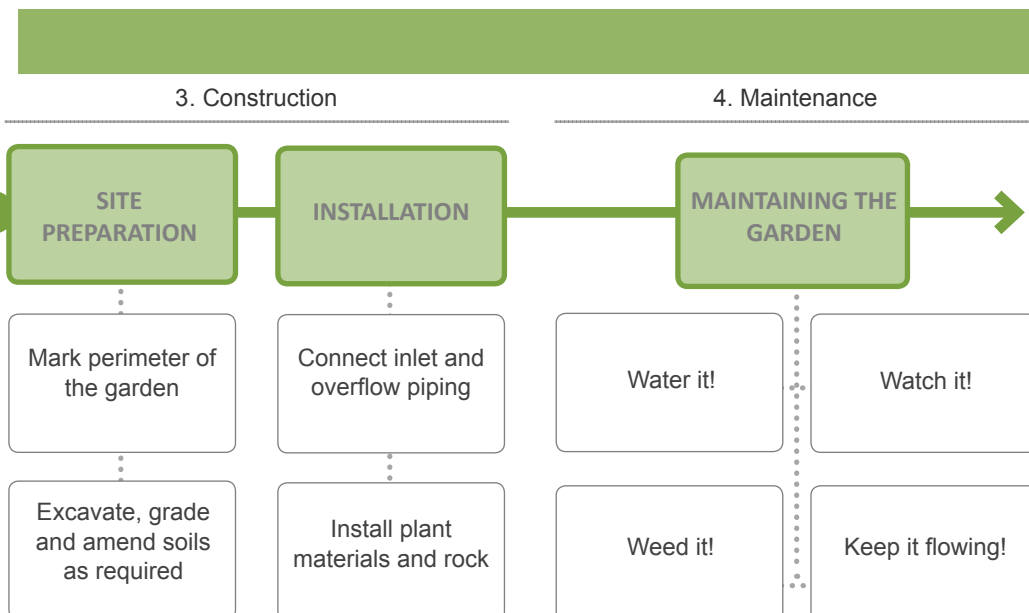 3. Construction
4. Maintenance
SITE
PREPARATION
INSTALLATION
MAINTAINING THE
GARDEN
Mark perimeter of
the garden
Connect inlet and
overflow piping
Water it!
Watch it!
Excavate, grade
and amend soils
as required
Install plant
materials and rock
Weed it!
Keep it flowing!